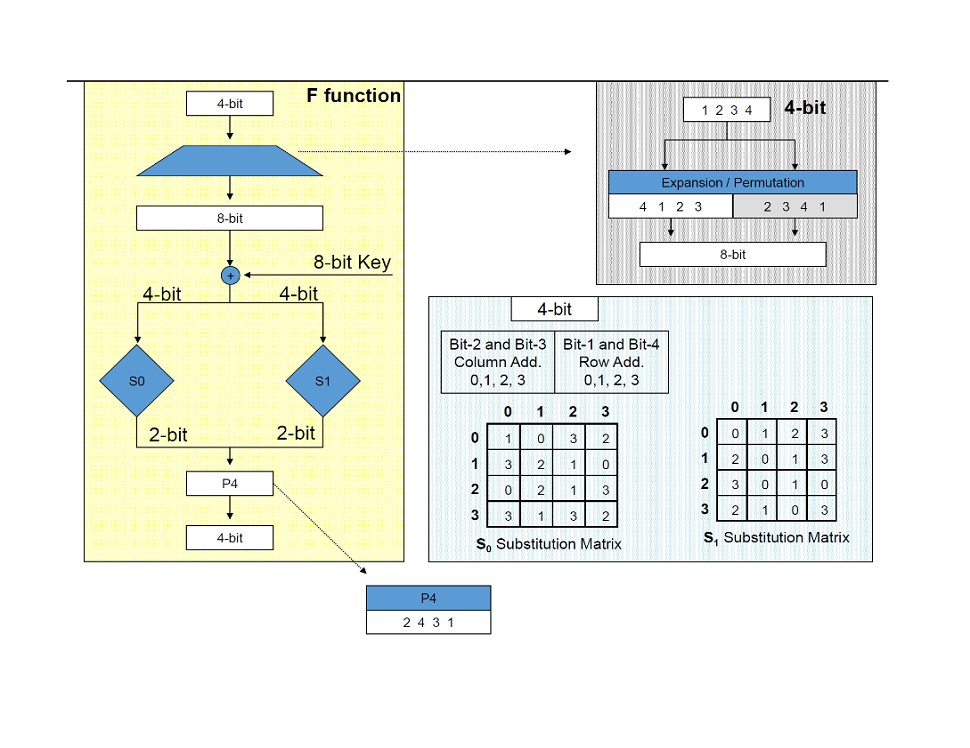 F function
4-bit
8-bit
+
8-bit Key
4-bit 4-bit
S0 S1
2-bit 2-bit
P4
4-bit
P4
2 4 3 1
1 2 3 4 4-bit
Expansion / Permutation
4 1 2 3 2 3 4 1
8-bit
4-bit
Bit-2 and Bit-3
Column Add.
0,1, 2, 3
Bit-1 and Bit-4
Row Add.
0,1, 2, 3
0 1 2 3
0 1 0 3 2
1 3 2 1 0
2 0 2 1 3
3 3 1 3 2
S0 Substitution Matrix
0 1 2 3
0 0 1 2 3
1 2 0 1 3
2 3 0 1 0
3 2 1 0 3
S1 Substitution Matrix